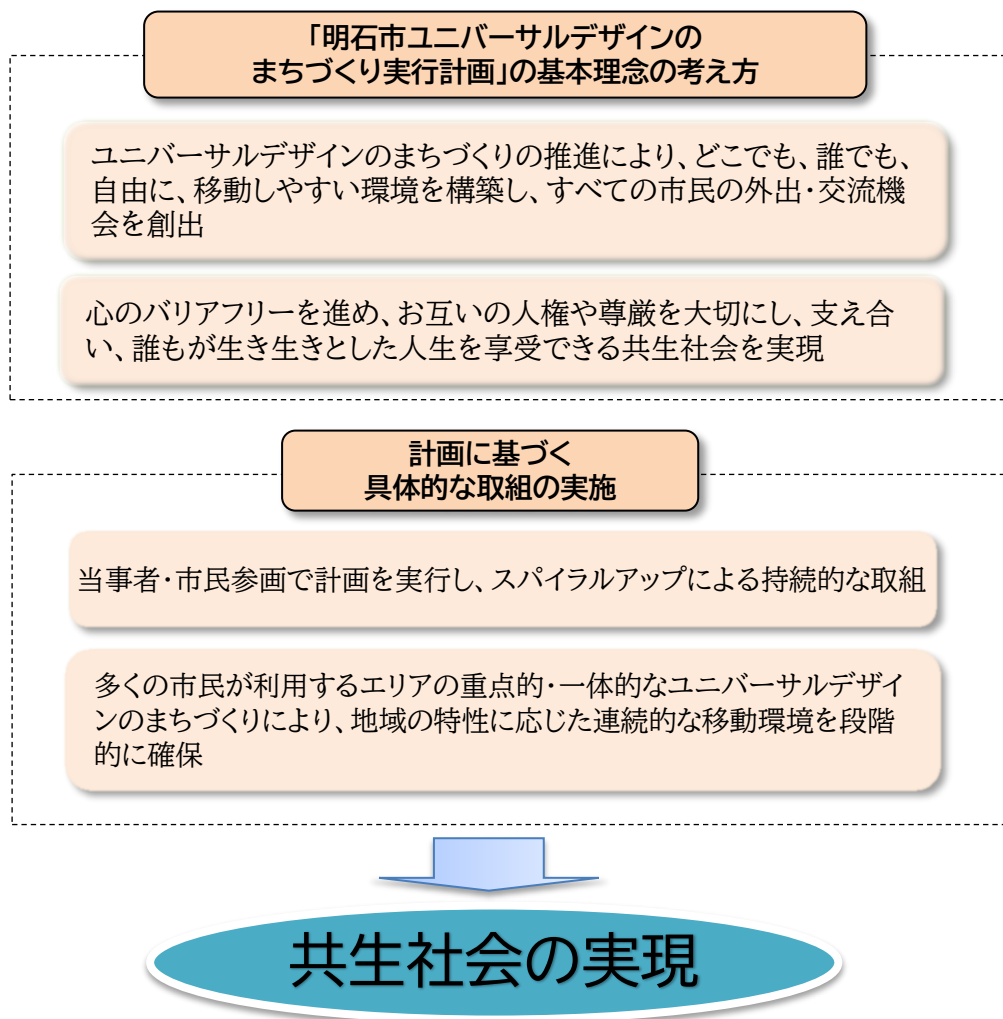 「明石市ユニバーサルデザインの
まちづくり実行計画」の基本理念の考え方
ユニバーサルデザインのまちづくりの推進により、どこでも、誰でも、
自由に、移動しやすい環境を構築し、すべての市民の外出・交流機
会を創出
心のバリアフリーを進め、お互いの人権や尊厳を大切にし、支え合
い、誰もが生き生きとした人生を享受できる共生社会を実現
計画に基づく
具体的な取組の実施
当事者・市民参画で計画を実行し、スパイラルアップによる持続的な取組
多くの市民が利用するエリアの重点的・一体的なユニバーサルデザイ
ンのまちづくりにより、地域の特性に応じた連続的な移動環境を段階
的に確保
共生社会の実現